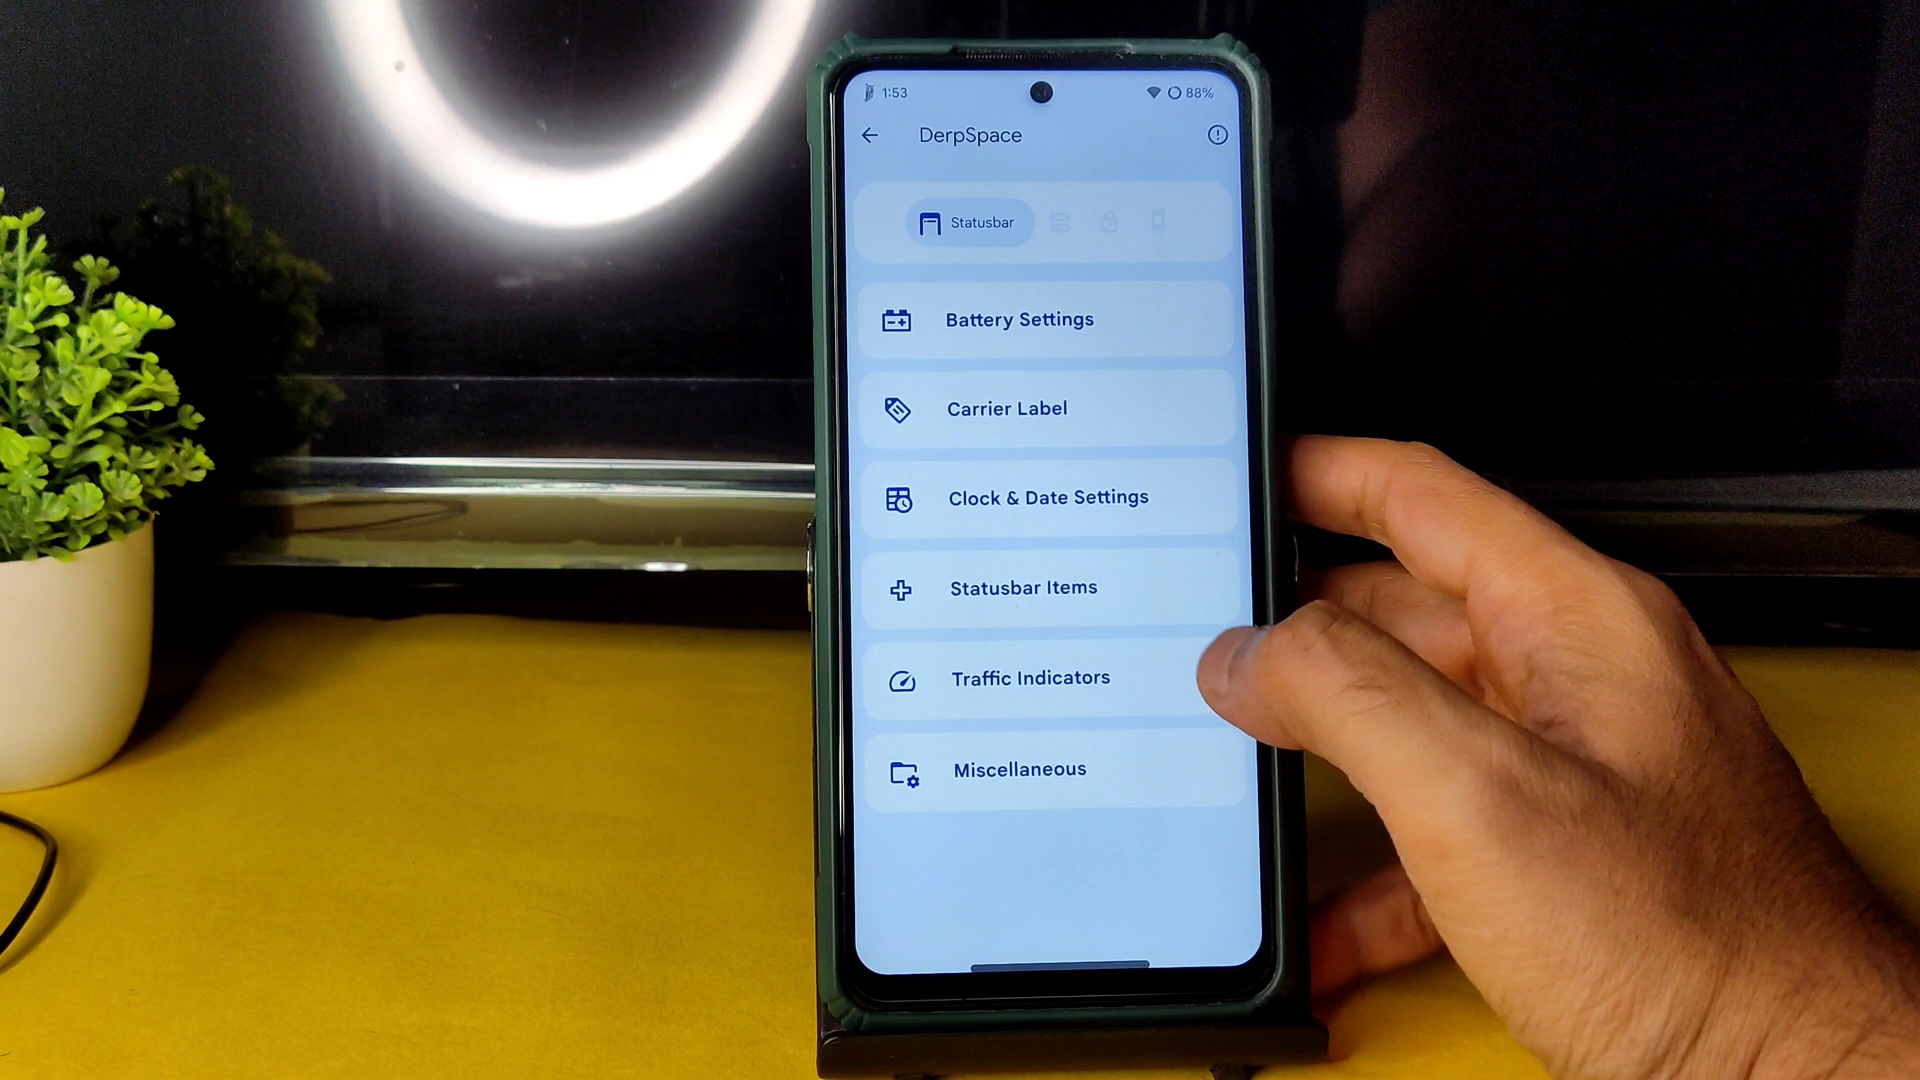 1:53 88%
DerpSpace
Statusbar
Battery Settings
Carrier Label
Clock & Date Settings
Statusbar Items
Traffic Indicators
Miscellaneous